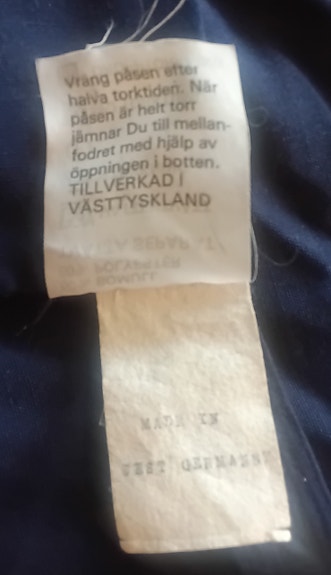 Vräng påsen efter
halva torktiden. När
påsen är helt torr
jämnar Du till mellan-
fodret med hjälp av
öppningen i botten.
TILLVERKAD I
VÄSTTYSKLAND
MADE IN
WEST GERMANY